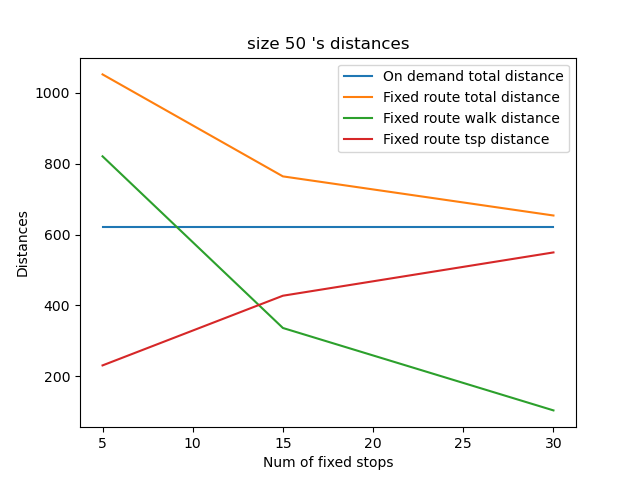 size 50 's distances
On demand total distance
Fixed route total distance
Fixed route walk distance
Fixed route tsp distance
1000
800
600
400
200
Distances
5 10 15 20 25 30
Num of fixed stops